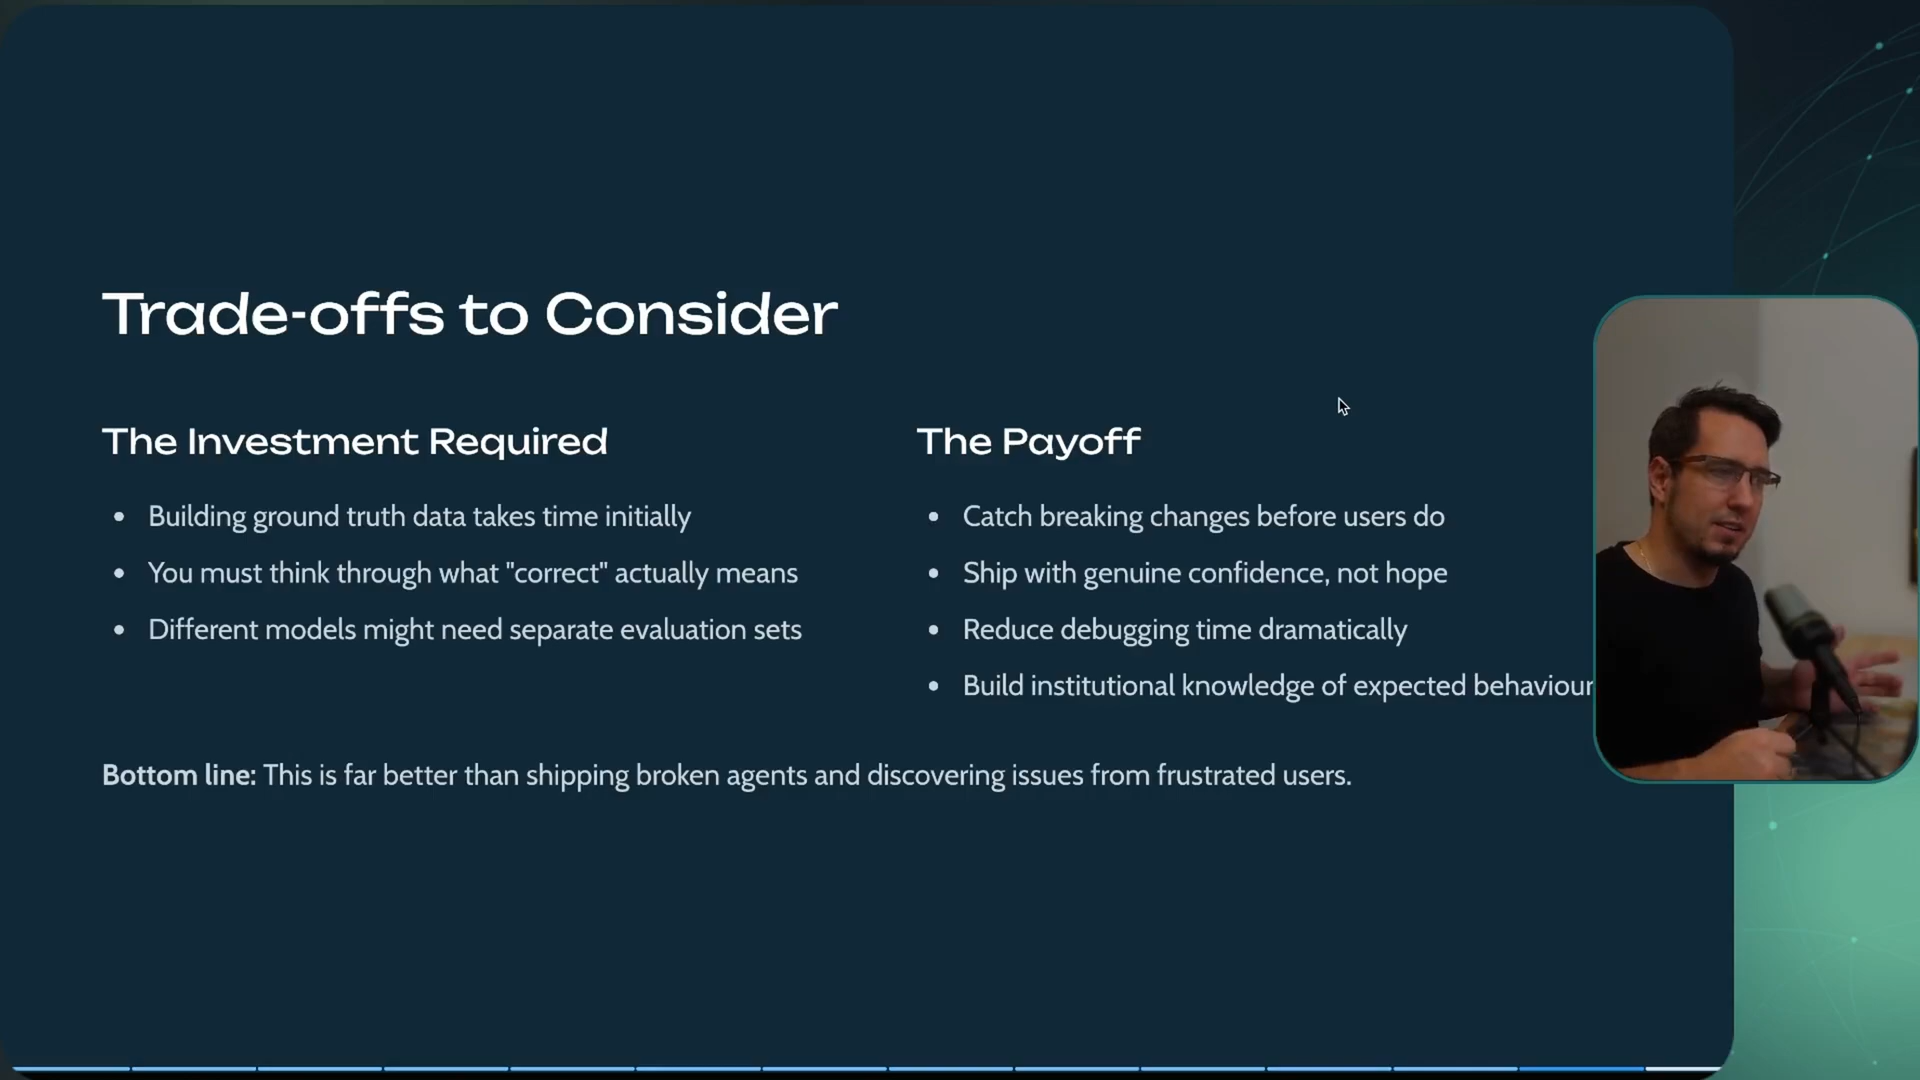 Trade-offs to Consider
The Investment Required
Building ground truth data takes time initially
You must think through what "correct" actually means
Different models might need separate evaluation sets
The Payoff
Catch breaking changes before users do
Ship with genuine confidence, not hope
Reduce debugging time dramatically
Build institutional knowledge of expected behaviour
Bottom line: This is far better than shipping broken agents and discovering issues from frustrated users.